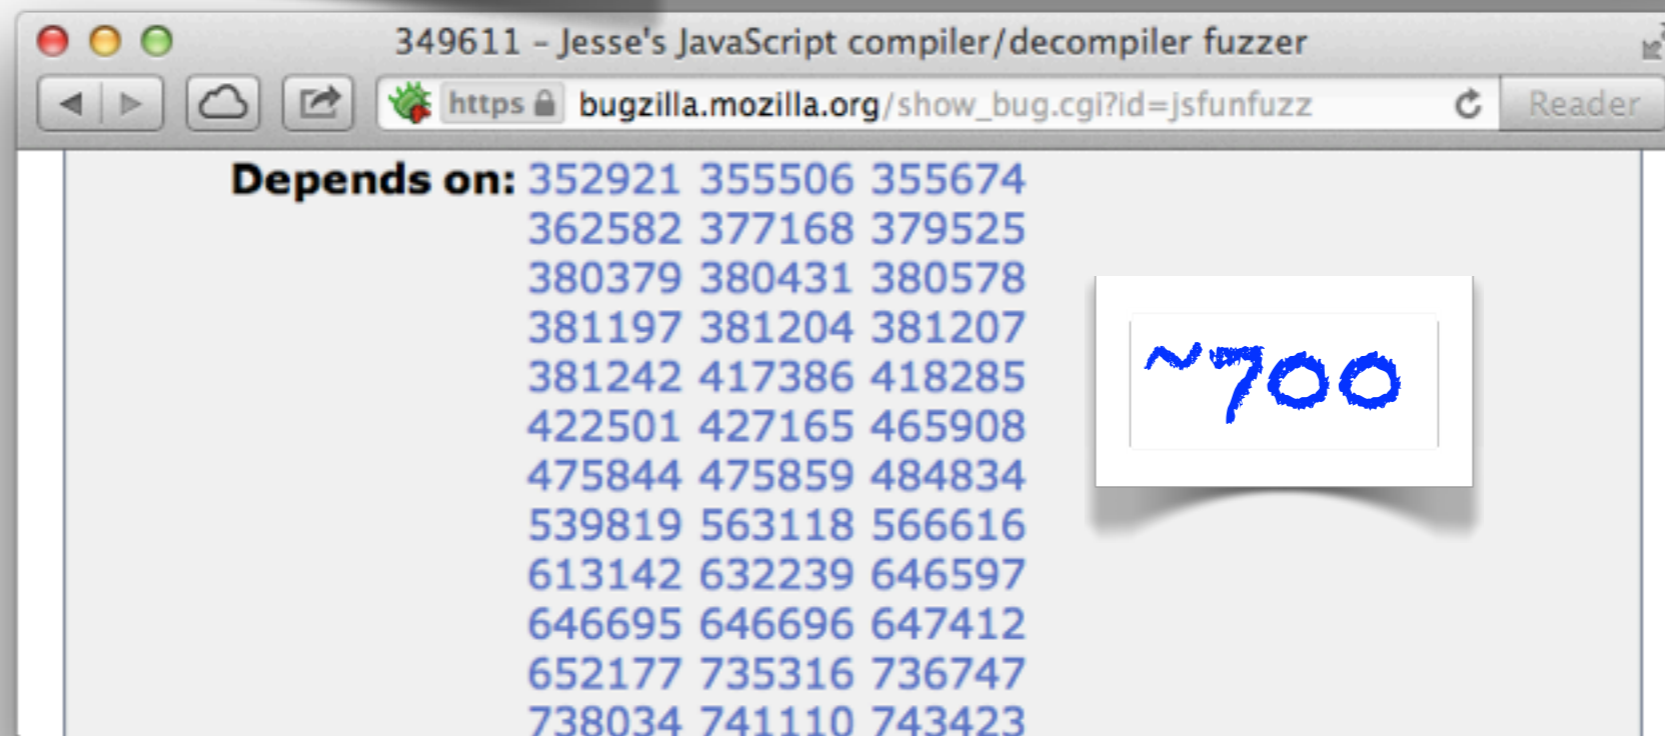 349611 – Jesse's JavaScript compiler/decompiler fuzzer
https bugzilla.mozilla.org/show_bug.cgi?id=jsfunfuzz Reader
Depends on: 352921 355506 355674
362582 377168 379525
380379 380431 380578
381197 381204 381207
381242 417386 418285
422501 427165 465908
475844 475859 484834
539819 563118 566616
613142 632239 646597
646695 646696 647412
652177 735316 736747
738034 741110 743423
~700